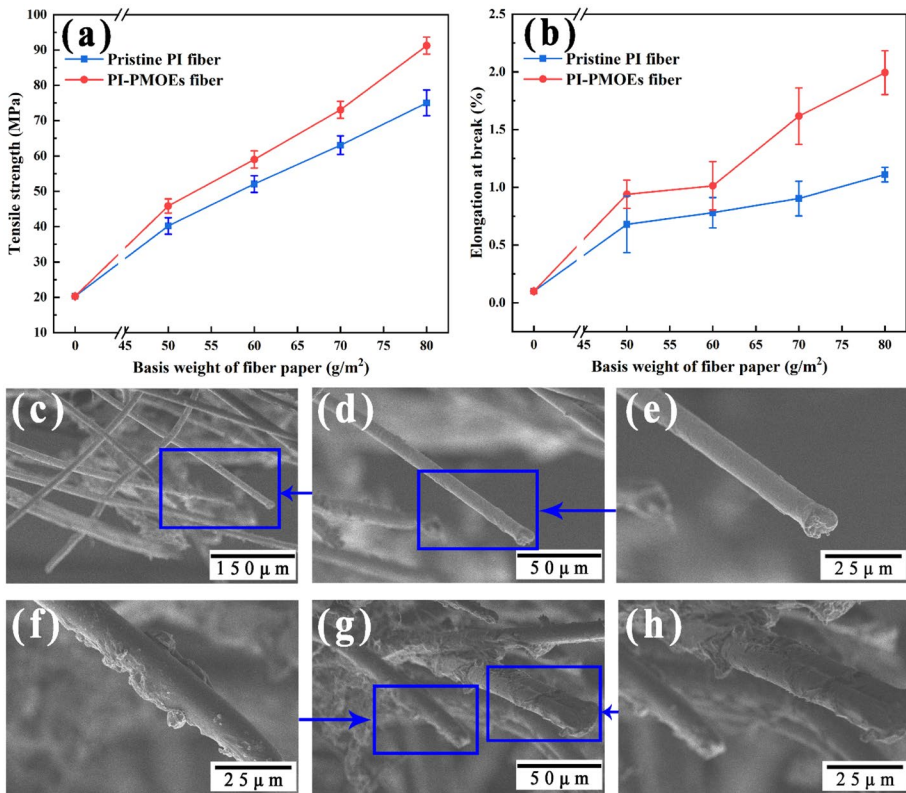 (a)
Pristine PI fiber
PI-PMOEs fiber
Tensile strength (MPa)
100
90
80
70
60
50
40
30
20
10
0
45
50
55
60
65
70
75
80
Basis weight of fiber paper (g/m²)
(b)
Pristine PI fiber
PI-PMOEs fiber
Elongation at break (%)
2.5
2.0
1.5
1.0
0.5
0.0
0
45
50
55
60
65
70
75
80
Basis weight of fiber paper (g/m²)
(c)
150μm
(d)
50μm
(e)
25μm
(f)
25μm
(g)
50μm
(h)
25μm